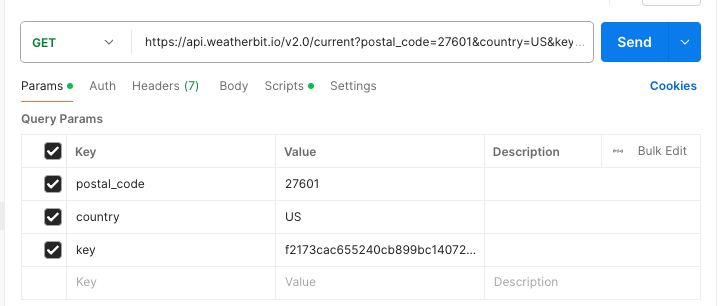 GET https://api.weatherbit.io/v2.0/current?postal_code=27601&country=US&key... Send
Params Auth Headers (7) Body Scripts Settings Cookies
Query Params
Key Value Description Bulk Edit
postal_code 27601
country US
key f2173cac655240cb899bc14072...
Key Value Description